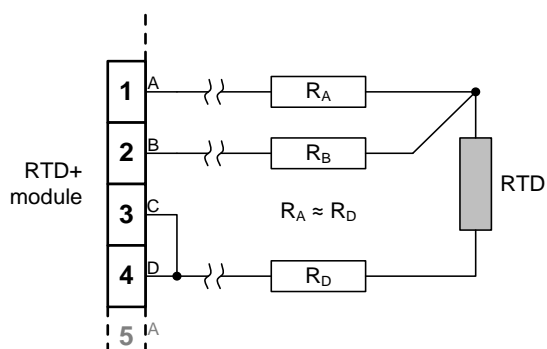 1 A R_A
2 B R_B
RTD+
module
RTD
3 C R_A ≈ R_D
4 D R_D
5 A